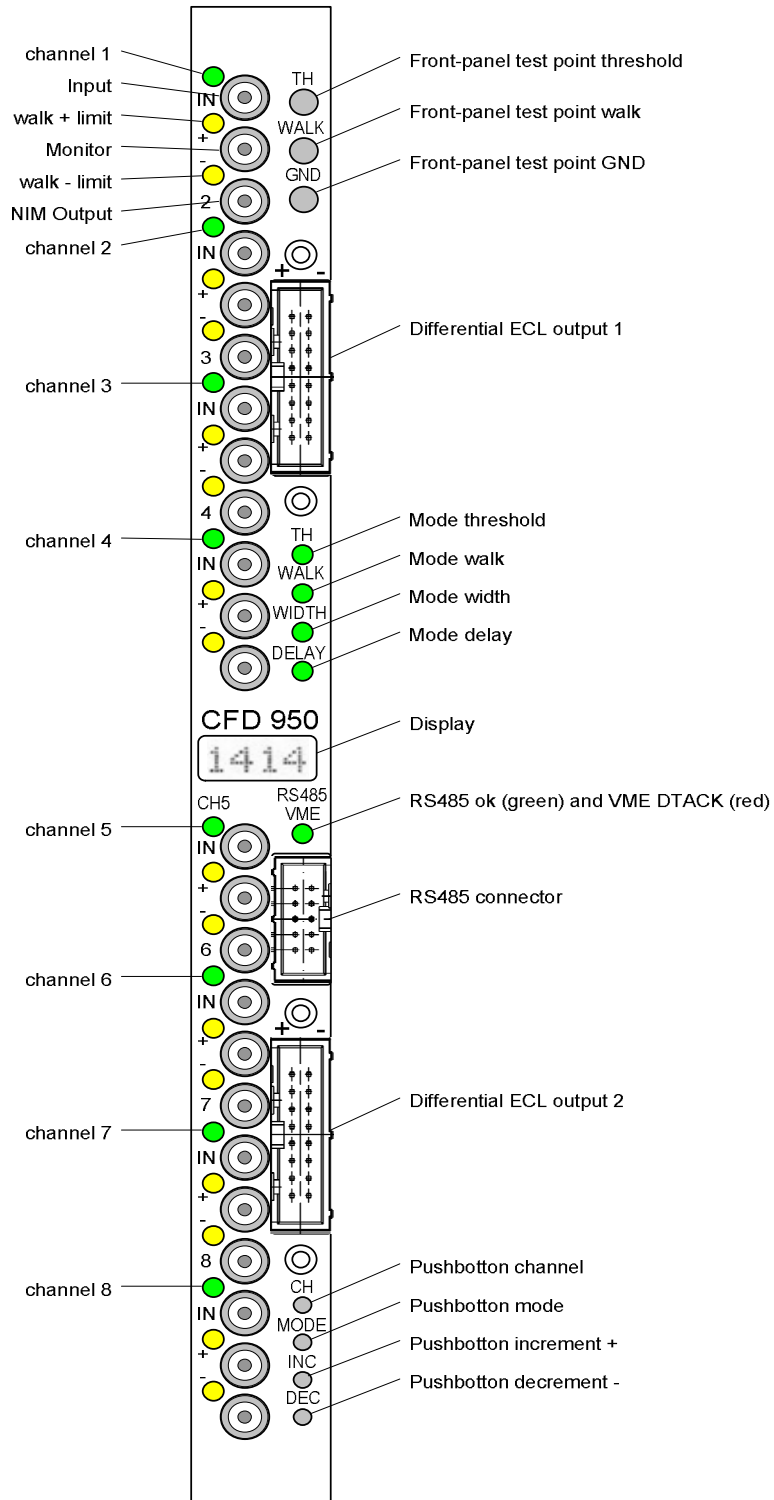 channel 1
Input
walk + limit
Monitor
walk - limit
NIM Output
channel 2
channel 3
channel 4
channel 5
channel 6
channel 7
channel 8
IN
+
-
2
IN
+
-
3
IN
+
-
4
IN
+
-
TH
WALK
GND
+ -
TH
WALK
WIDTH
DELAY
CFD 950
1414
CH5
RS485
VME
IN
+
-
6
IN
+
-
7
IN
+
-
8
IN
+
-
+ -
CH
MODE
INC
DEC
Front-panel test point threshold
Front-panel test point walk
Front-panel test point GND
Differential ECL output 1
Mode threshold
Mode walk
Mode width
Mode delay
Display
RS485 ok (green) and VME DTACK (red)
RS485 connector
Differential ECL output 2
Pushbotton channel
Pushbotton mode
Pushbotton increment +
Pushbotton decrement -